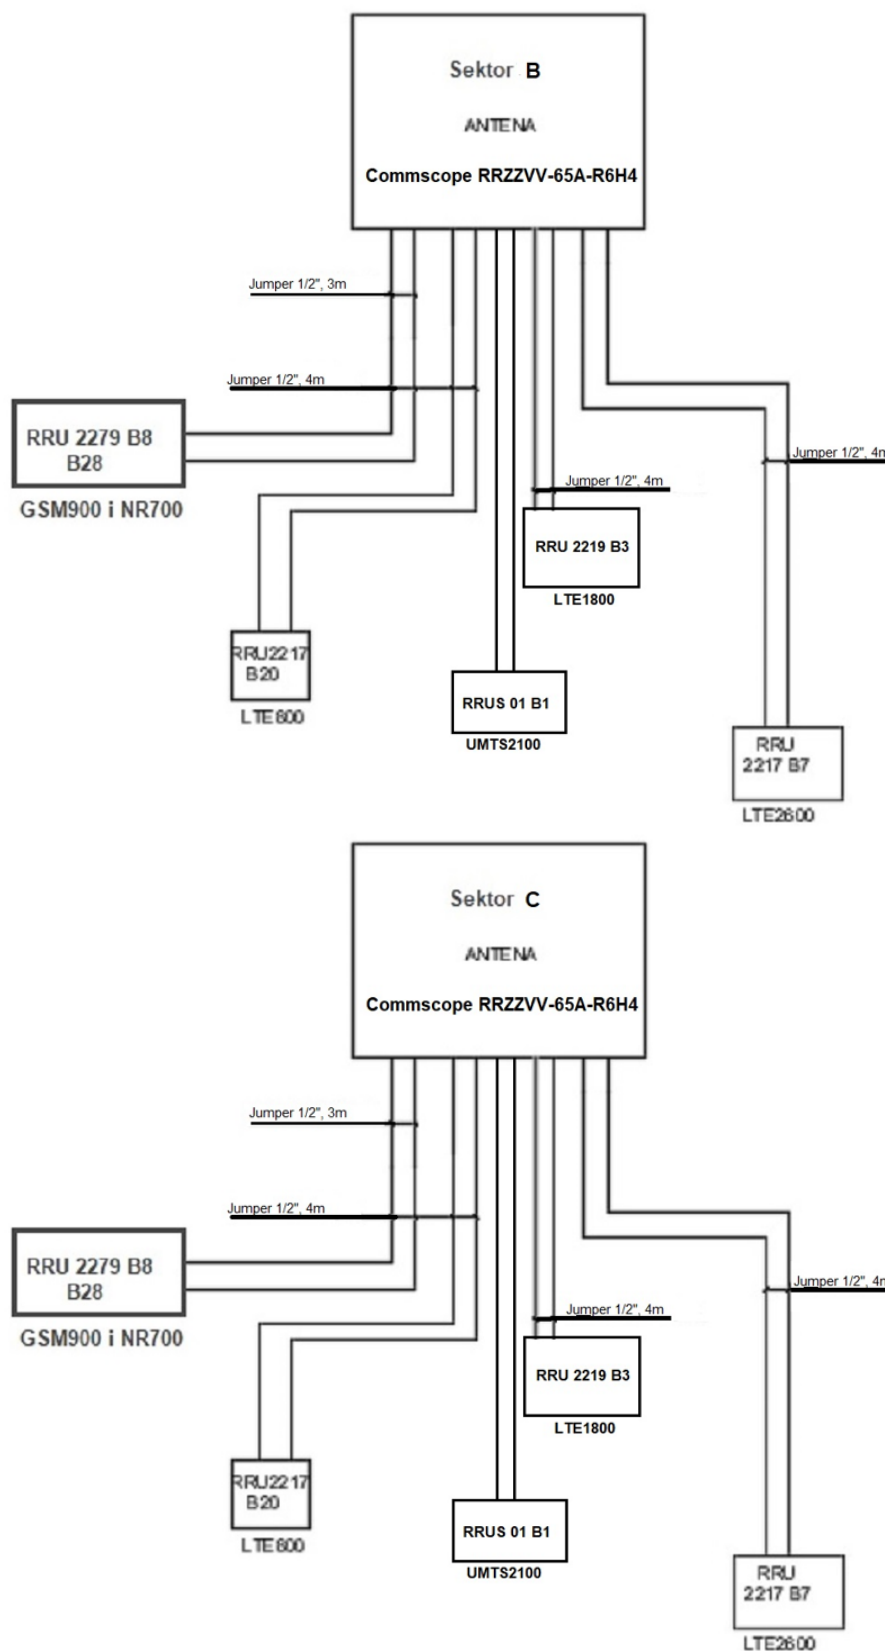 Sektor B
ANTENA
Commscope RRZZVV-65A-R6H4
Jumper 1/2", 3m
Jumper 1/2", 4m
RRU 2279 B8
B28
GSM900 i NR700
Jumper 1/2", 4m
Jumper 1/2", 4m
RRU 2219 B3
LTE1800
RRU2217
B20
LTE800
RRUS 01 B1
UMTS2100
RRU
2217 B7
LTE2600
Sektor C
ANTENA
Commscope RRZZVV-65A-R6H4
Jumper 1/2", 3m
Jumper 1/2", 4m
RRU 2279 B8
B28
GSM900 i NR700
Jumper 1/2", 4m
Jumper 1/2", 4m
RRU 2219 B3
LTE1800
RRU2217
B20
LTE800
RRUS 01 B1
UMTS2100
RRU
2217 B7
LTE2600